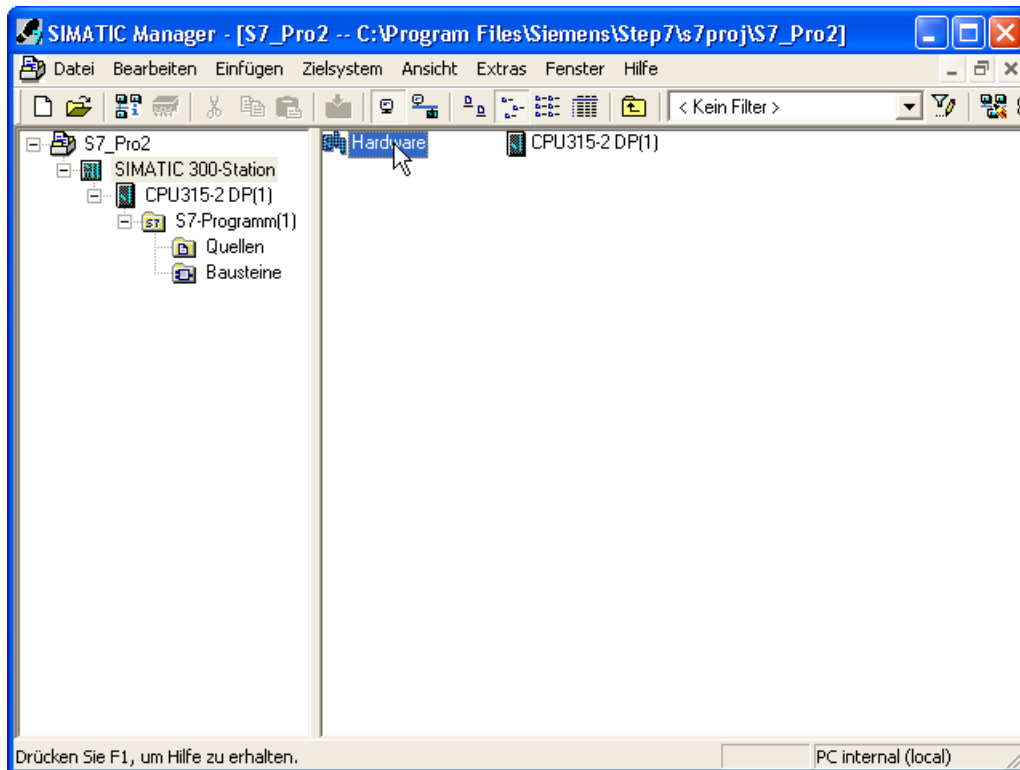 SIMATIC Manager - [S7_Pro2 -- C:\Program Files\Siemens\Step7\s7proj\S7_Pro2]
Datei Bearbeiten Einfügen Zielsystem Ansicht Extras Fenster Hilfe
< Kein Filter >
S7_Pro2
SIMATIC 300-Station
CPU315-2 DP(1)
S7-Programm(1)
Quellen
Bausteine
Hardware CPU315-2 DP(1)
Drücken Sie F1, um Hilfe zu erhalten. PC internal (local)